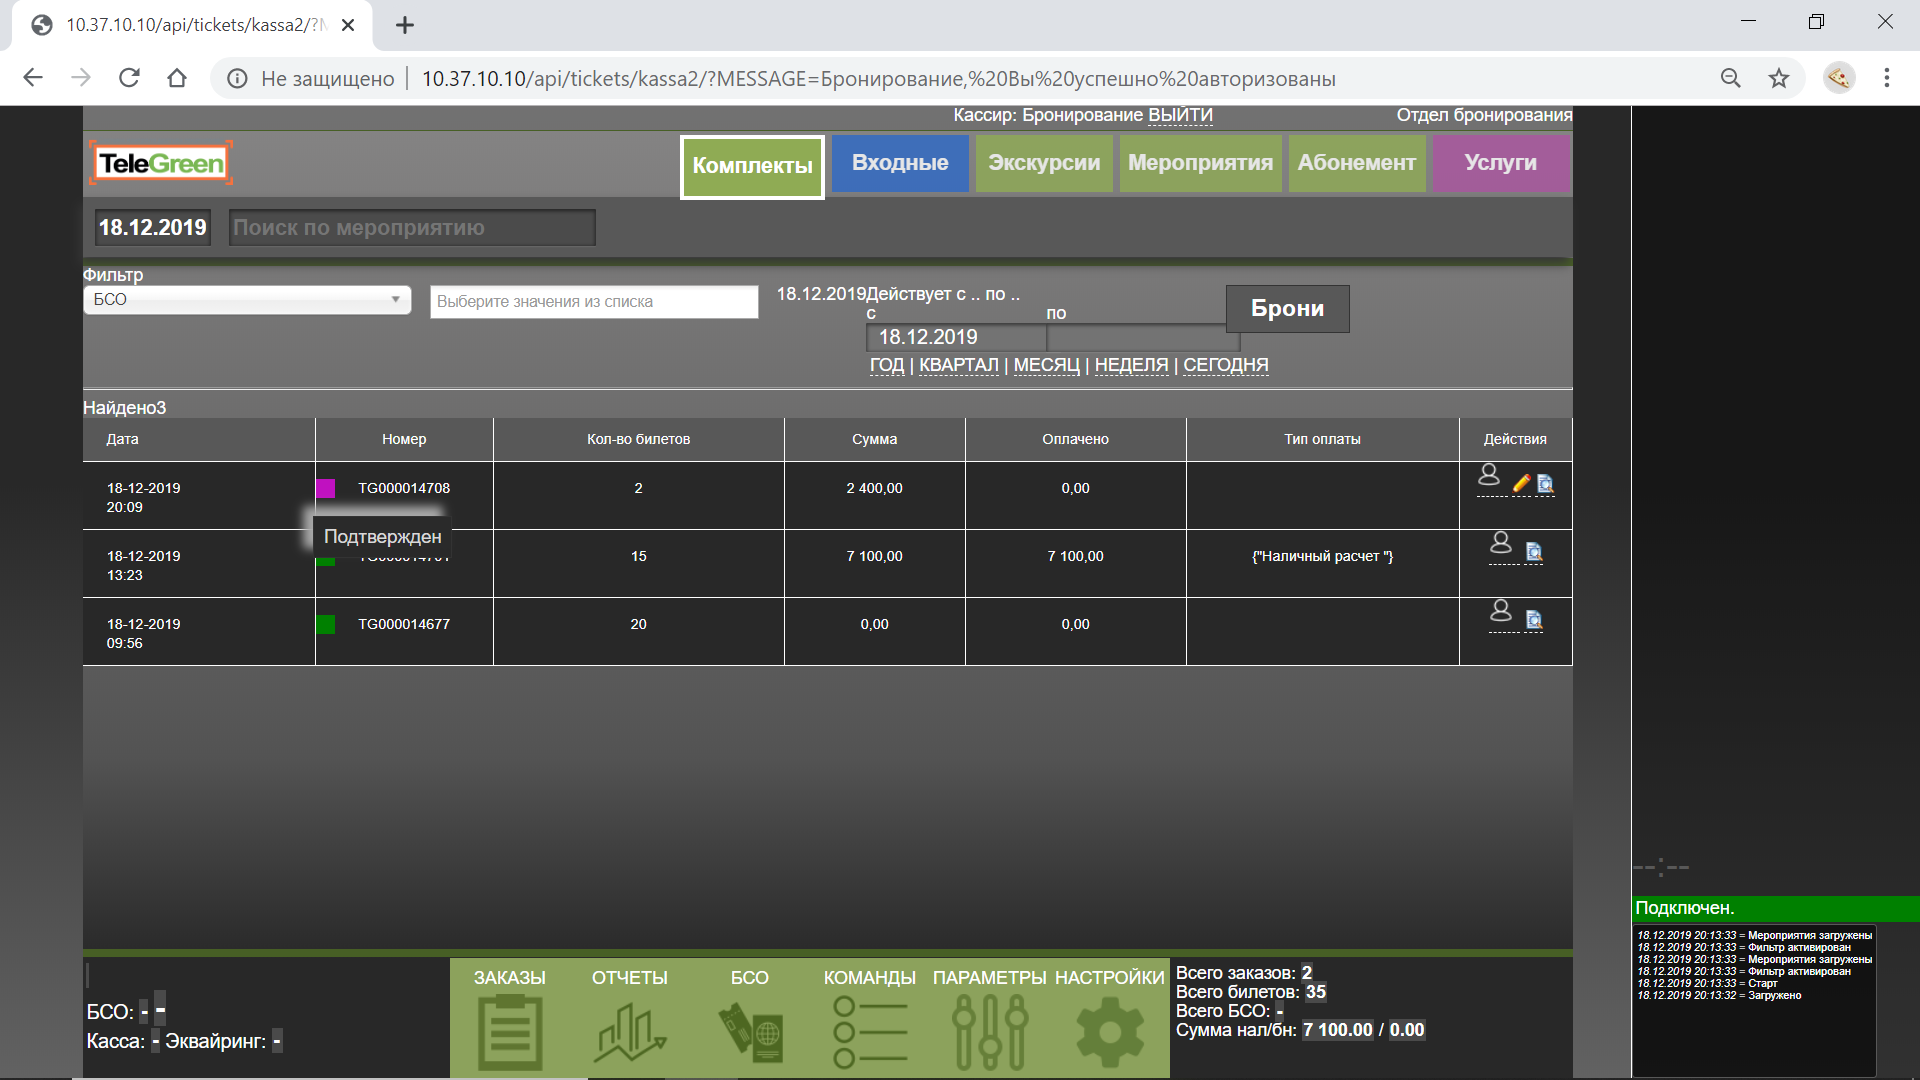 10.37.10.10/api/tickets/kassa2/?M
Не защищено 10.37.10.10/api/tickets/kassa2/?MESSAGE=Бронирование,%20Вы%20успешно%20авторизованы
Кассир: Бронирование ВЫЙТИ Отдел бронирования
TeleGreen
Комплекты Входные Экскурсии Мероприятия Абонемент Услуги
18.12.2019 Поиск по мероприятию
Фильтр
БСО Выберите значения из списка 18.12.2019Действует с .. по .. Брони
с по
18.12.2019
ГОД | КВАРТАЛ | МЕСЯЦ | НЕДЕЛЯ | СЕГОДНЯ
Найдено3
Дата Номер Кол-во билетов Сумма Оплачено Тип оплаты Действия
18-12-2019
20:09 TG000014708 2 2 400,00 0,00
Подтвержден
18-12-2019
13:23 15 7 100,00 7 100,00 {"Наличный расчет "}
18-12-2019
09:56 TG000014677 20 0,00 0,00
--:--
Подключен.
18.12.2019 20:13:33 = Мероприятия загружены
18.12.2019 20:13:33 = Фильтр активирован
18.12.2019 20:13:33 = Мероприятия загружены
18.12.2019 20:13:33 = Фильтр активирован
18.12.2019 20:13:33 = Старт
18.12.2019 20:13:32 = Загружено
БСО: - -
Касса: - Эквайринг: -
ЗАКАЗЫ ОТЧЕТЫ БСО КОМАНДЫ ПАРАМЕТРЫ НАСТРОЙКИ
Всего заказов: 2
Всего билетов: 35
Всего БСО: -
Сумма нал/бн: 7 100.00 / 0.00